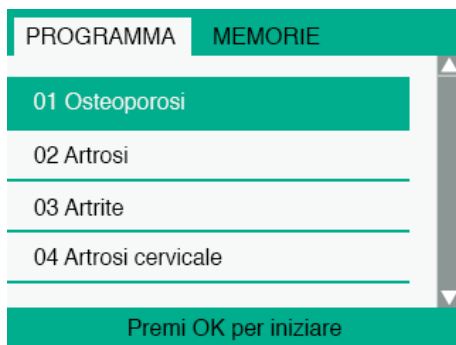 PROGRAMMA MEMORIE
01 Osteoporosi
02 Artrosi
03 Artrite
04 Artrosi cervicale
Premi OK per iniziare